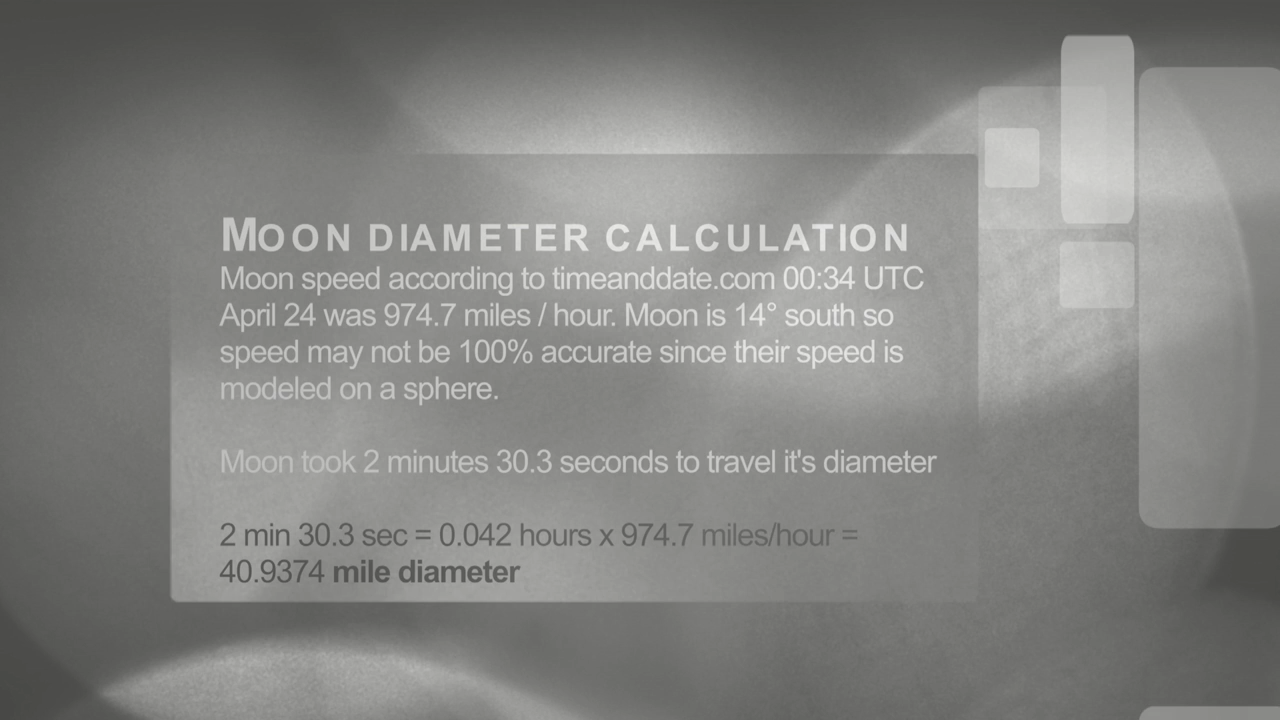 MOON DIAMETER CALCULATION
Moon speed according to timeanddate.com 00:34 UTC
April 24 was 974.7 miles / hour. Moon is 14° south so
speed may not be 100% accurate since their speed is
modeled on a sphere.
Moon took 2 minutes 30.3 seconds to travel it's diameter
2 min 30.3 sec = 0.042 hours x 974.7 miles/hour =
40.9374 mile diameter